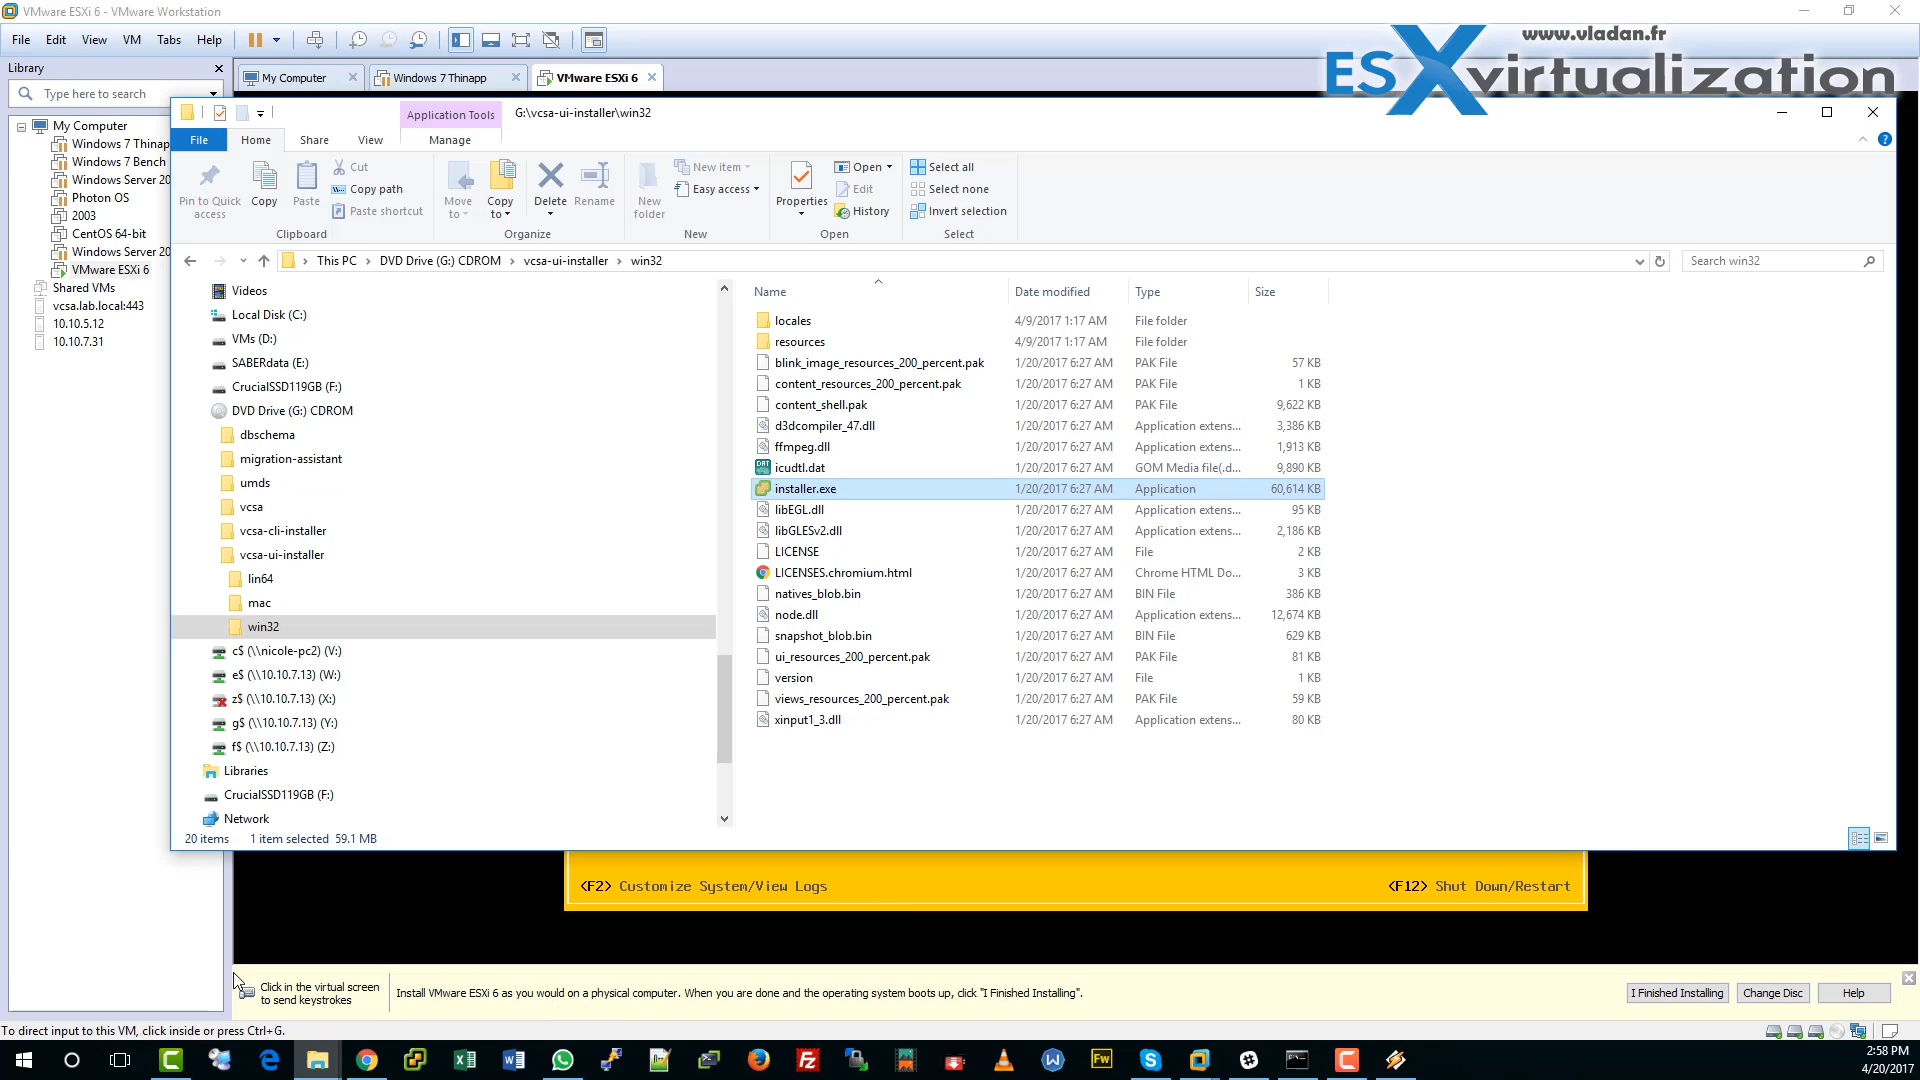 VMware ESXi 6 - VMware Workstation
File Edit View VM Tabs Help
www.vladan.fr
ESXvirtualization
Library
Type here to search
My Computer
Windows 7 Thinapp
VMware ESXi 6
My Computer
Windows 7 Thinap
Windows 7 Bench
Windows Server 20
Photon OS
2003
CentOS 64-bit
Windows Server 20
VMware ESXi 6
Shared VMs
vcsa.lab.local:443
10.10.5.12
10.10.7.31
Application Tools
G:\vcsa-ui-installer\win32
File Home Share View Manage
Pin to Quick access
Copy
Paste
Cut
Copy path
Paste shortcut
Clipboard
Move to
Copy to
Delete
Rename
Organize
New folder
New item
Easy access
New
Properties
Open
Edit
History
Open
Select all
Select none
Invert selection
Select
This PC > DVD Drive (G:) CDROM > vcsa-ui-installer > win32
Search win32
Videos
Local Disk (C:)
VMs (D:)
SABERdata (E:)
CrucialSSD119GB (F:)
DVD Drive (G:) CDROM
dbschema
migration-assistant
umds
vcsa
vcsa-cli-installer
vcsa-ui-installer
lin64
mac
win32
c$ (\\nicole-pc2) (V:)
e$ (\\10.10.7.13) (W:)
z$ (\\10.10.7.13) (X:)
g$ (\\10.10.7.13) (Y:)
f$ (\\10.10.7.13) (Z:)
Libraries
CrucialSSD119GB (F:)
Network
Name Date modified Type Size
locales 4/9/2017 1:17 AM File folder
resources 4/9/2017 1:17 AM File folder
blink_image_resources_200_percent.pak 1/20/2017 6:27 AM PAK File 57 KB
content_resources_200_percent.pak 1/20/2017 6:27 AM PAK File 1 KB
content_shell.pak 1/20/2017 6:27 AM PAK File 9,622 KB
d3dcompiler_47.dll 1/20/2017 6:27 AM Application extens... 3,386 KB
ffmpeg.dll 1/20/2017 6:27 AM Application extens... 1,913 KB
icudtl.dat 1/20/2017 6:27 AM GOM Media file(.d... 9,890 KB
installer.exe 1/20/2017 6:27 AM Application 60,614 KB
libEGL.dll 1/20/2017 6:27 AM Application extens... 95 KB
libGLESv2.dll 1/20/2017 6:27 AM Application extens... 2,186 KB
LICENSE 1/20/2017 6:27 AM File 2 KB
LICENSES.chromium.html 1/20/2017 6:27 AM Chrome HTML Do... 3 KB
natives_blob.bin 1/20/2017 6:27 AM BIN File 386 KB
node.dll 1/20/2017 6:27 AM Application extens... 12,674 KB
snapshot_blob.bin 1/20/2017 6:27 AM BIN File 629 KB
ui_resources_200_percent.pak 1/20/2017 6:27 AM PAK File 81 KB
version 1/20/2017 6:27 AM File 1 KB
views_resources_200_percent.pak 1/20/2017 6:27 AM PAK File 59 KB
xinput1_3.dll 1/20/2017 6:27 AM Application extens... 80 KB
20 items 1 item selected 59.1 MB
<F2> Customize System/View Logs
<F12> Shut Down/Restart
Click in the virtual screen
to send keystrokes
Install VMware ESXi 6 as you would on a physical computer. When you are done and the operating system boots up, click "I Finished Installing".
I Finished Installing
Change Disc
Help
To direct input to this VM, click inside or press Ctrl+G.
2:58 PM
4/20/2017